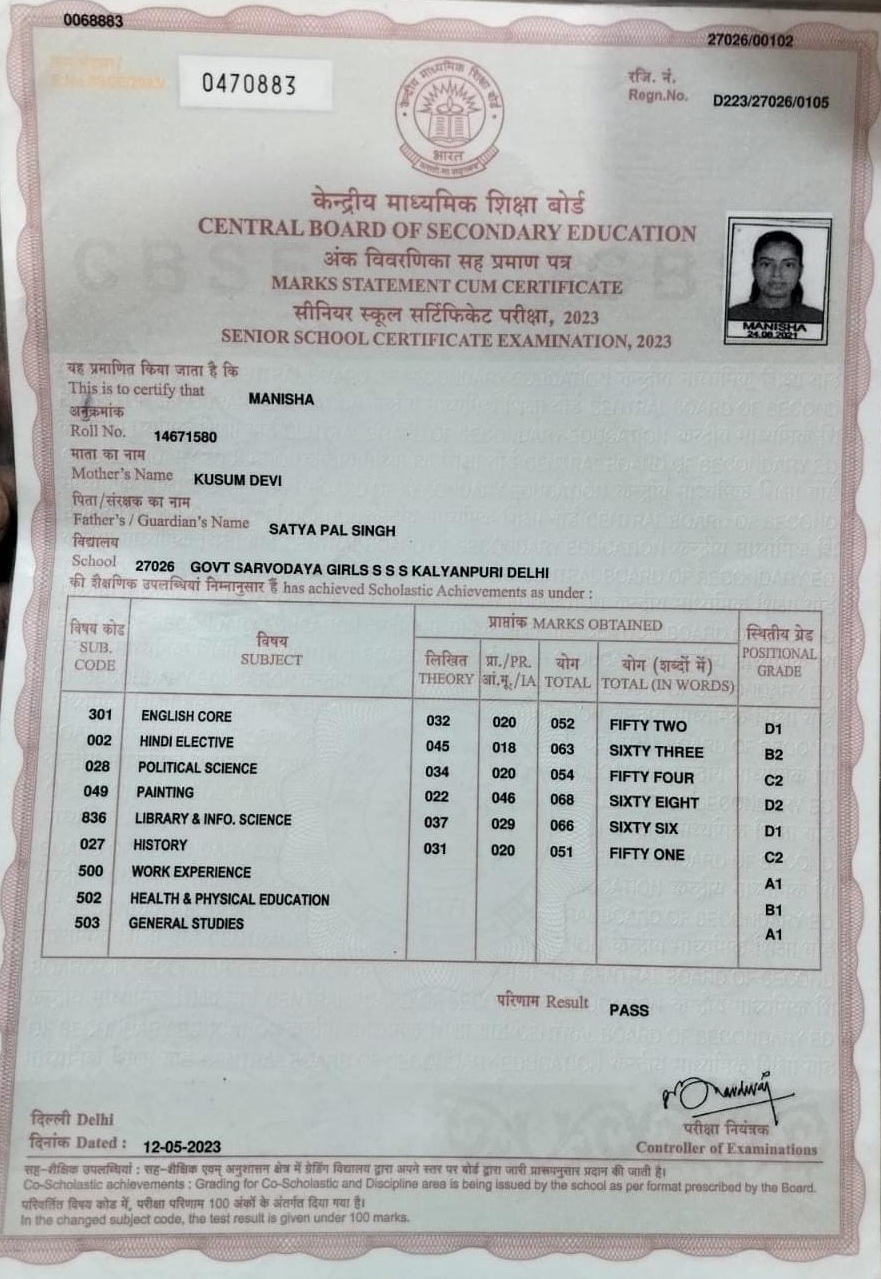 0068883
27026/00102
0470883
रजि. नं.
Regn.No. D223/27026/0105
केन्द्रीय माध्यमिक शिक्षा बोर्ड
भारत
केन्द्रीय माध्यमिक शिक्षा बोर्ड
CENTRAL BOARD OF SECONDARY EDUCATION
अंक विवरणिका सह प्रमाण पत्र
MARKS STATEMENT CUM CERTIFICATE
सीनियर स्कूल सर्टिफिकेट परीक्षा, 2023
SENIOR SCHOOL CERTIFICATE EXAMINATION, 2023
MANISHA
24.08.2021
यह प्रमाणित किया जाता है कि
This is to certify that MANISHA
अनुक्रमांक
Roll No. 14671580
माता का नाम
Mother's Name KUSUM DEVI
पिता/संरक्षक का नाम
Father's / Guardian's Name SATYA PAL SINGH
विद्यालय
School 27026 GOVT SARVODAYA GIRLS S S S KALYANPURI DELHI
की शैक्षणिक उपलब्धियां निम्नानुसार हैं has achieved Scholastic Achievements as under :
विषय कोड SUB. CODE
विषय SUBJECT
प्राप्तांक MARKS OBTAINED
लिखित THEORY
प्रा./PR. आं.मू./IA
योग TOTAL
योग (शब्दों में) TOTAL (IN WORDS)
स्थितीय ग्रेड POSITIONAL GRADE
301 ENGLISH CORE 032 020 052 FIFTY TWO D1
002 HINDI ELECTIVE 045 018 063 SIXTY THREE B2
028 POLITICAL SCIENCE 034 020 054 FIFTY FOUR C2
049 PAINTING 022 046 068 SIXTY EIGHT D2
836 LIBRARY & INFO. SCIENCE 037 029 066 SIXTY SIX D1
027 HISTORY 031 020 051 FIFTY ONE C2
500 WORK EXPERIENCE A1
502 HEALTH & PHYSICAL EDUCATION B1
503 GENERAL STUDIES A1
परिणाम Result PASS
दिल्ली Delhi
दिनांक Dated : 12-05-2023
परीक्षा नियंत्रक
Controller of Examinations
सह-शैक्षिक उपलब्धियां : सह-शैक्षिक एवम् अनुशासन क्षेत्र में ग्रेडिंग विद्यालय द्वारा अपने स्तर पर बोर्ड द्वारा जारी प्रारूपनुसार प्रदान की जाती है।
Co-Scholastic achievements : Grading for Co-Scholastic and Discipline area is being issued by the school as per format prescribed by the Board.
परिवर्तित विषय कोड में, परीक्षा परिणाम 100 अंकों के अंतर्गत दिया गया है।
In the changed subject code, the test result is given under 100 marks.